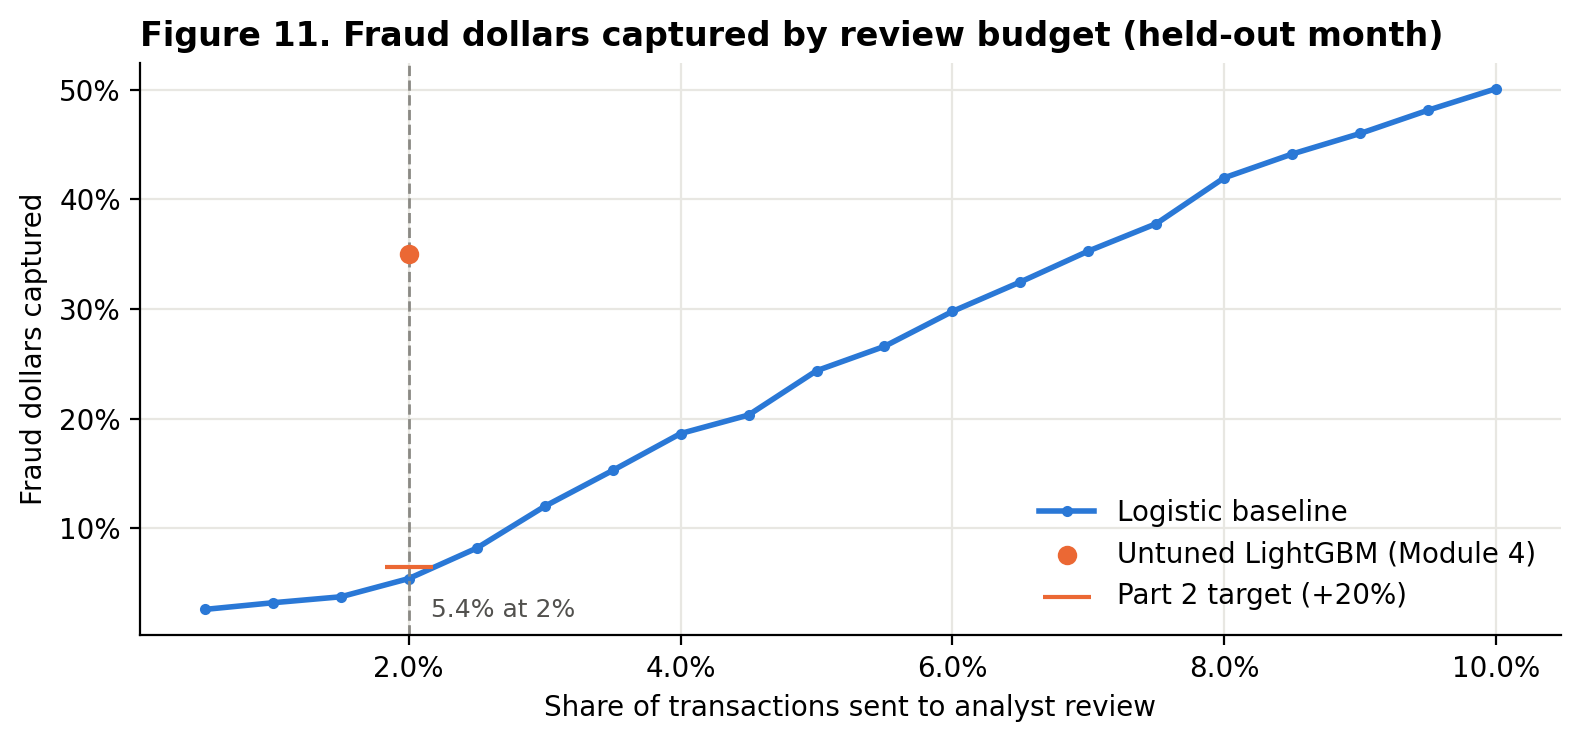 Figure 11. Fraud dollars captured by review budget (held-out month)
Fraud dollars captured
50%
40%
30%
20%
10%
5.4% at 2%
Logistic baseline
Untuned LightGBM (Module 4)
Part 2 target (+20%)
2.0% 4.0% 6.0% 8.0% 10.0%
Share of transactions sent to analyst review